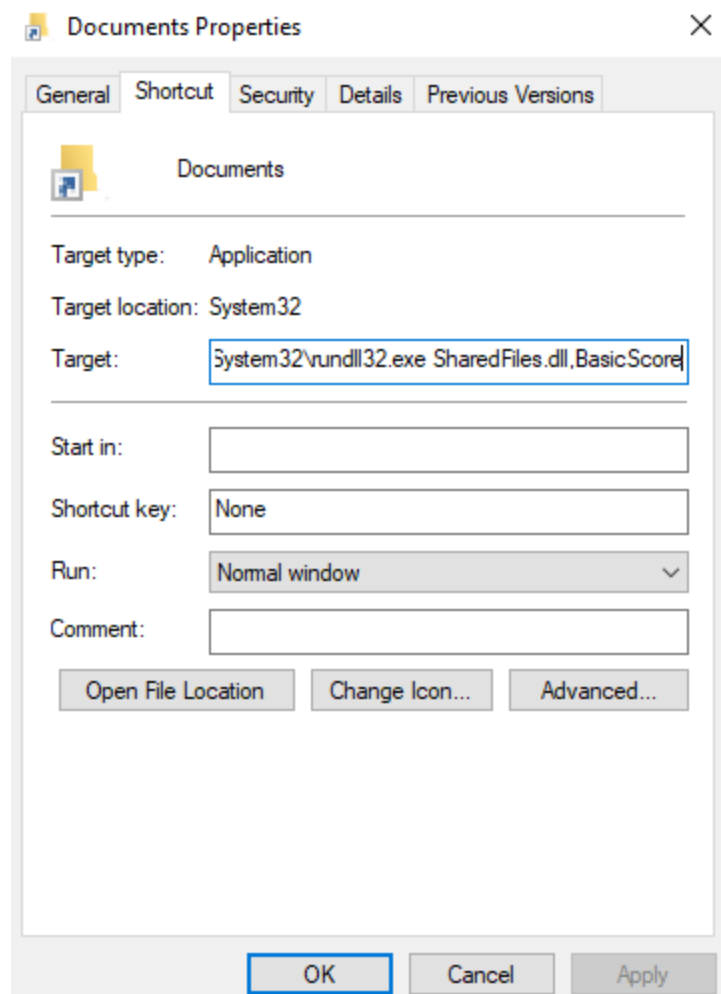 Documents Properties
General Shortcut Security Details Previous Versions
Documents
Target type: Application
Target location: System32
Target: System32\rundll32.exe SharedFiles.dll,BasicScore
Start in:
Shortcut key: None
Run: Normal window
Comment:
Open File Location Change Icon... Advanced...
OK Cancel Apply